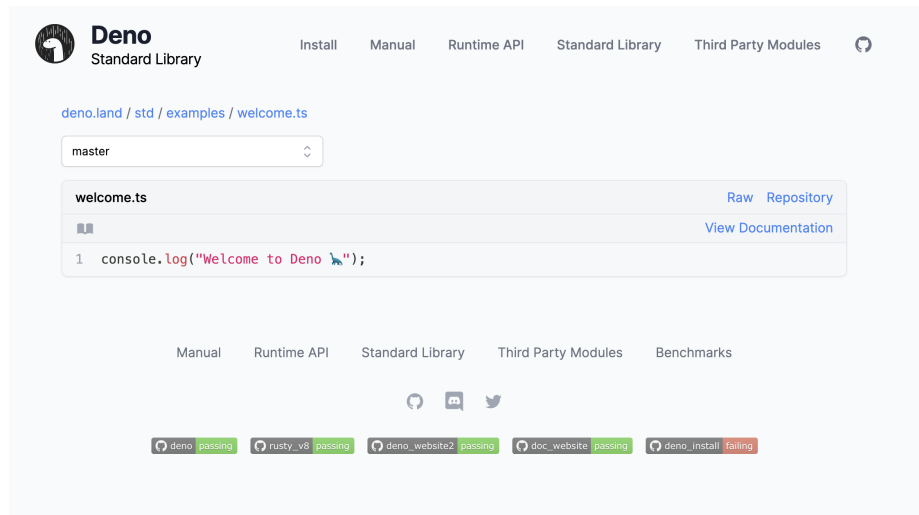 Deno
Standard Library
Install Manual Runtime API Standard Library Third Party Modules
deno.land / std / examples / welcome.ts
master
welcome.ts Raw Repository
View Documentation
1 console.log("Welcome to Deno 🦕");
Manual Runtime API Standard Library Third Party Modules Benchmarks
deno passing rusty_v8 passing deno_website2 passing doc_website passing deno_install failing